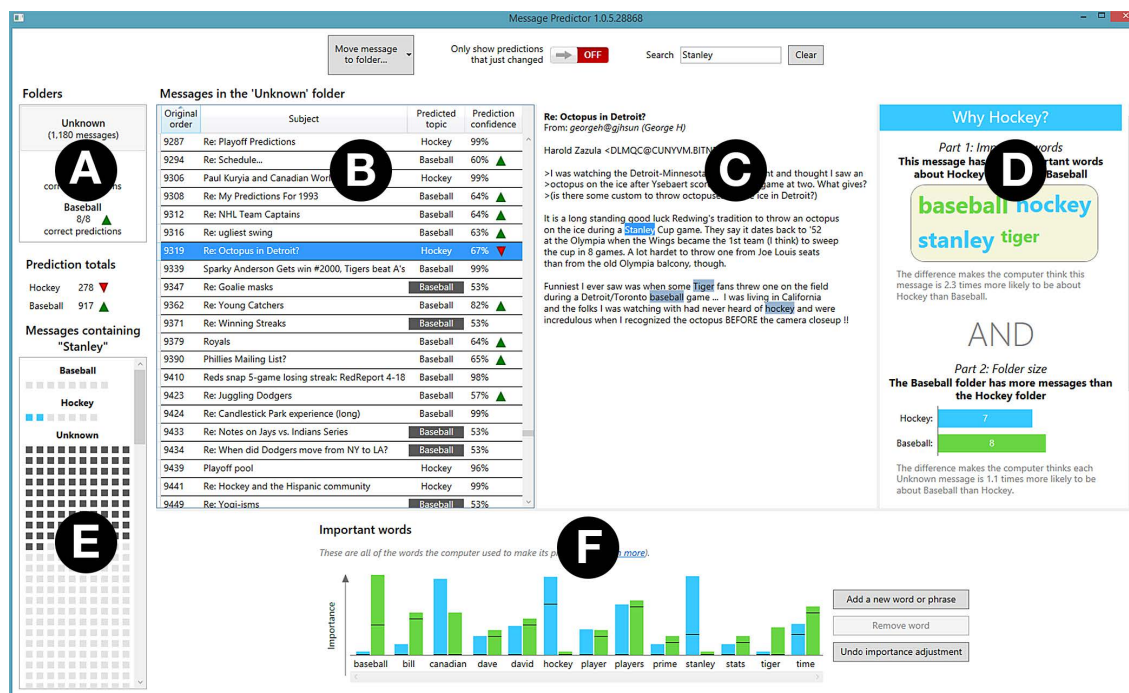 Message Predictor 1.0.5.28868
Move message to folder...
Only show predictions that just changed
OFF
Search
Stanley
Clear
Folders
Unknown
(1,180 messages)
A
correct predictions
Baseball
8/8
correct predictions
Prediction totals
Hockey 278
Baseball 917
Messages containing "Stanley"
Baseball
Hockey
Unknown
E
Messages in the 'Unknown' folder
Original order Subject Predicted topic Prediction confidence
B
9287 Re: Playoff Predictions Hockey 99%
9294 Re: Schedule... Baseball 60%
9306 Paul Kuryia and Canadian Hockey 99%
9308 Re: My Predictions For 1993 Baseball 64%
9312 Re: NHL Team Captains Baseball 64%
9316 Re: ugliest swing Baseball 63%
9319 Re: Octopus in Detroit? Hockey 67%
9339 Sparky Anderson Gets win #2000, Tigers beat A's Baseball 99%
9347 Re: Goalie masks Baseball 53%
9362 Re: Young Catchers Baseball 82%
9371 Re: Winning Streaks Baseball 53%
9379 Royals Baseball 64%
9390 Phillies Mailing List? Baseball 65%
9410 Reds snap 5-game losing streak: RedReport 4-18 Baseball 98%
9423 Re: Juggling Dodgers Baseball 57%
9424 Re: Candlestick Park experience (long) Baseball 99%
9433 Re: Notes on Jays vs. Indians Series Baseball 53%
9434 Re: When did Dodgers move from NY to LA? Baseball 53%
9439 Playoff pool Hockey 96%
9441 Re: Hockey and the Hispanic community Hockey 99%
9449 Re: Yogi-isms Baseball 53%
Re: Octopus in Detroit?
From: georgeh@gjhsun (George H)
C
Harold Zazula <DLMQC@CUNYVM.BITN
>I was watching the Detroit-Minnesota and thought I saw an
>octopus on the ice after Ysebaert game at two. What gives?
>(is there some custom to throw octopuses ice in Detroit?)
It is a long standing good luck Redwing's tradition to throw an octopus
on the ice during a Stanley Cup game. They say it dates back to '52
at the Olympia when the Wings became the 1st team (I think) to sweep
the cup in 8 games. A lot hardet to throw one from Joe Louis seats
than from the old Olympia balcony, though.
Funniest I ever saw was when some Tiger fans threw one on the field
during a Detroit/Toronto baseball game ... I was living in California
and the folks I was watching with had never heard of hockey and were
incredulous when I recognized the octopus BEFORE the camera closeup !!
Why Hockey?
Part 1: words
D
This message has important words
about Hockey Baseball
baseball hockey
stanley tiger
The difference makes the computer think this
message is 2.3 times more likely to be about
Hockey than Baseball.
AND
Part 2: Folder size
The Baseball folder has more messages than
the Hockey folder
Hockey: 7
Baseball: 8
The difference makes the computer thinks each
Unknown message is 1.1 times more likely to be
about Baseball than Hockey.
Important words
These are all of the words the computer used to make its more).
F
Importance
baseball bill canadian dave david hockey player players prime stanley stats tiger time
Add a new word or phrase
Remove word
Undo importance adjustment